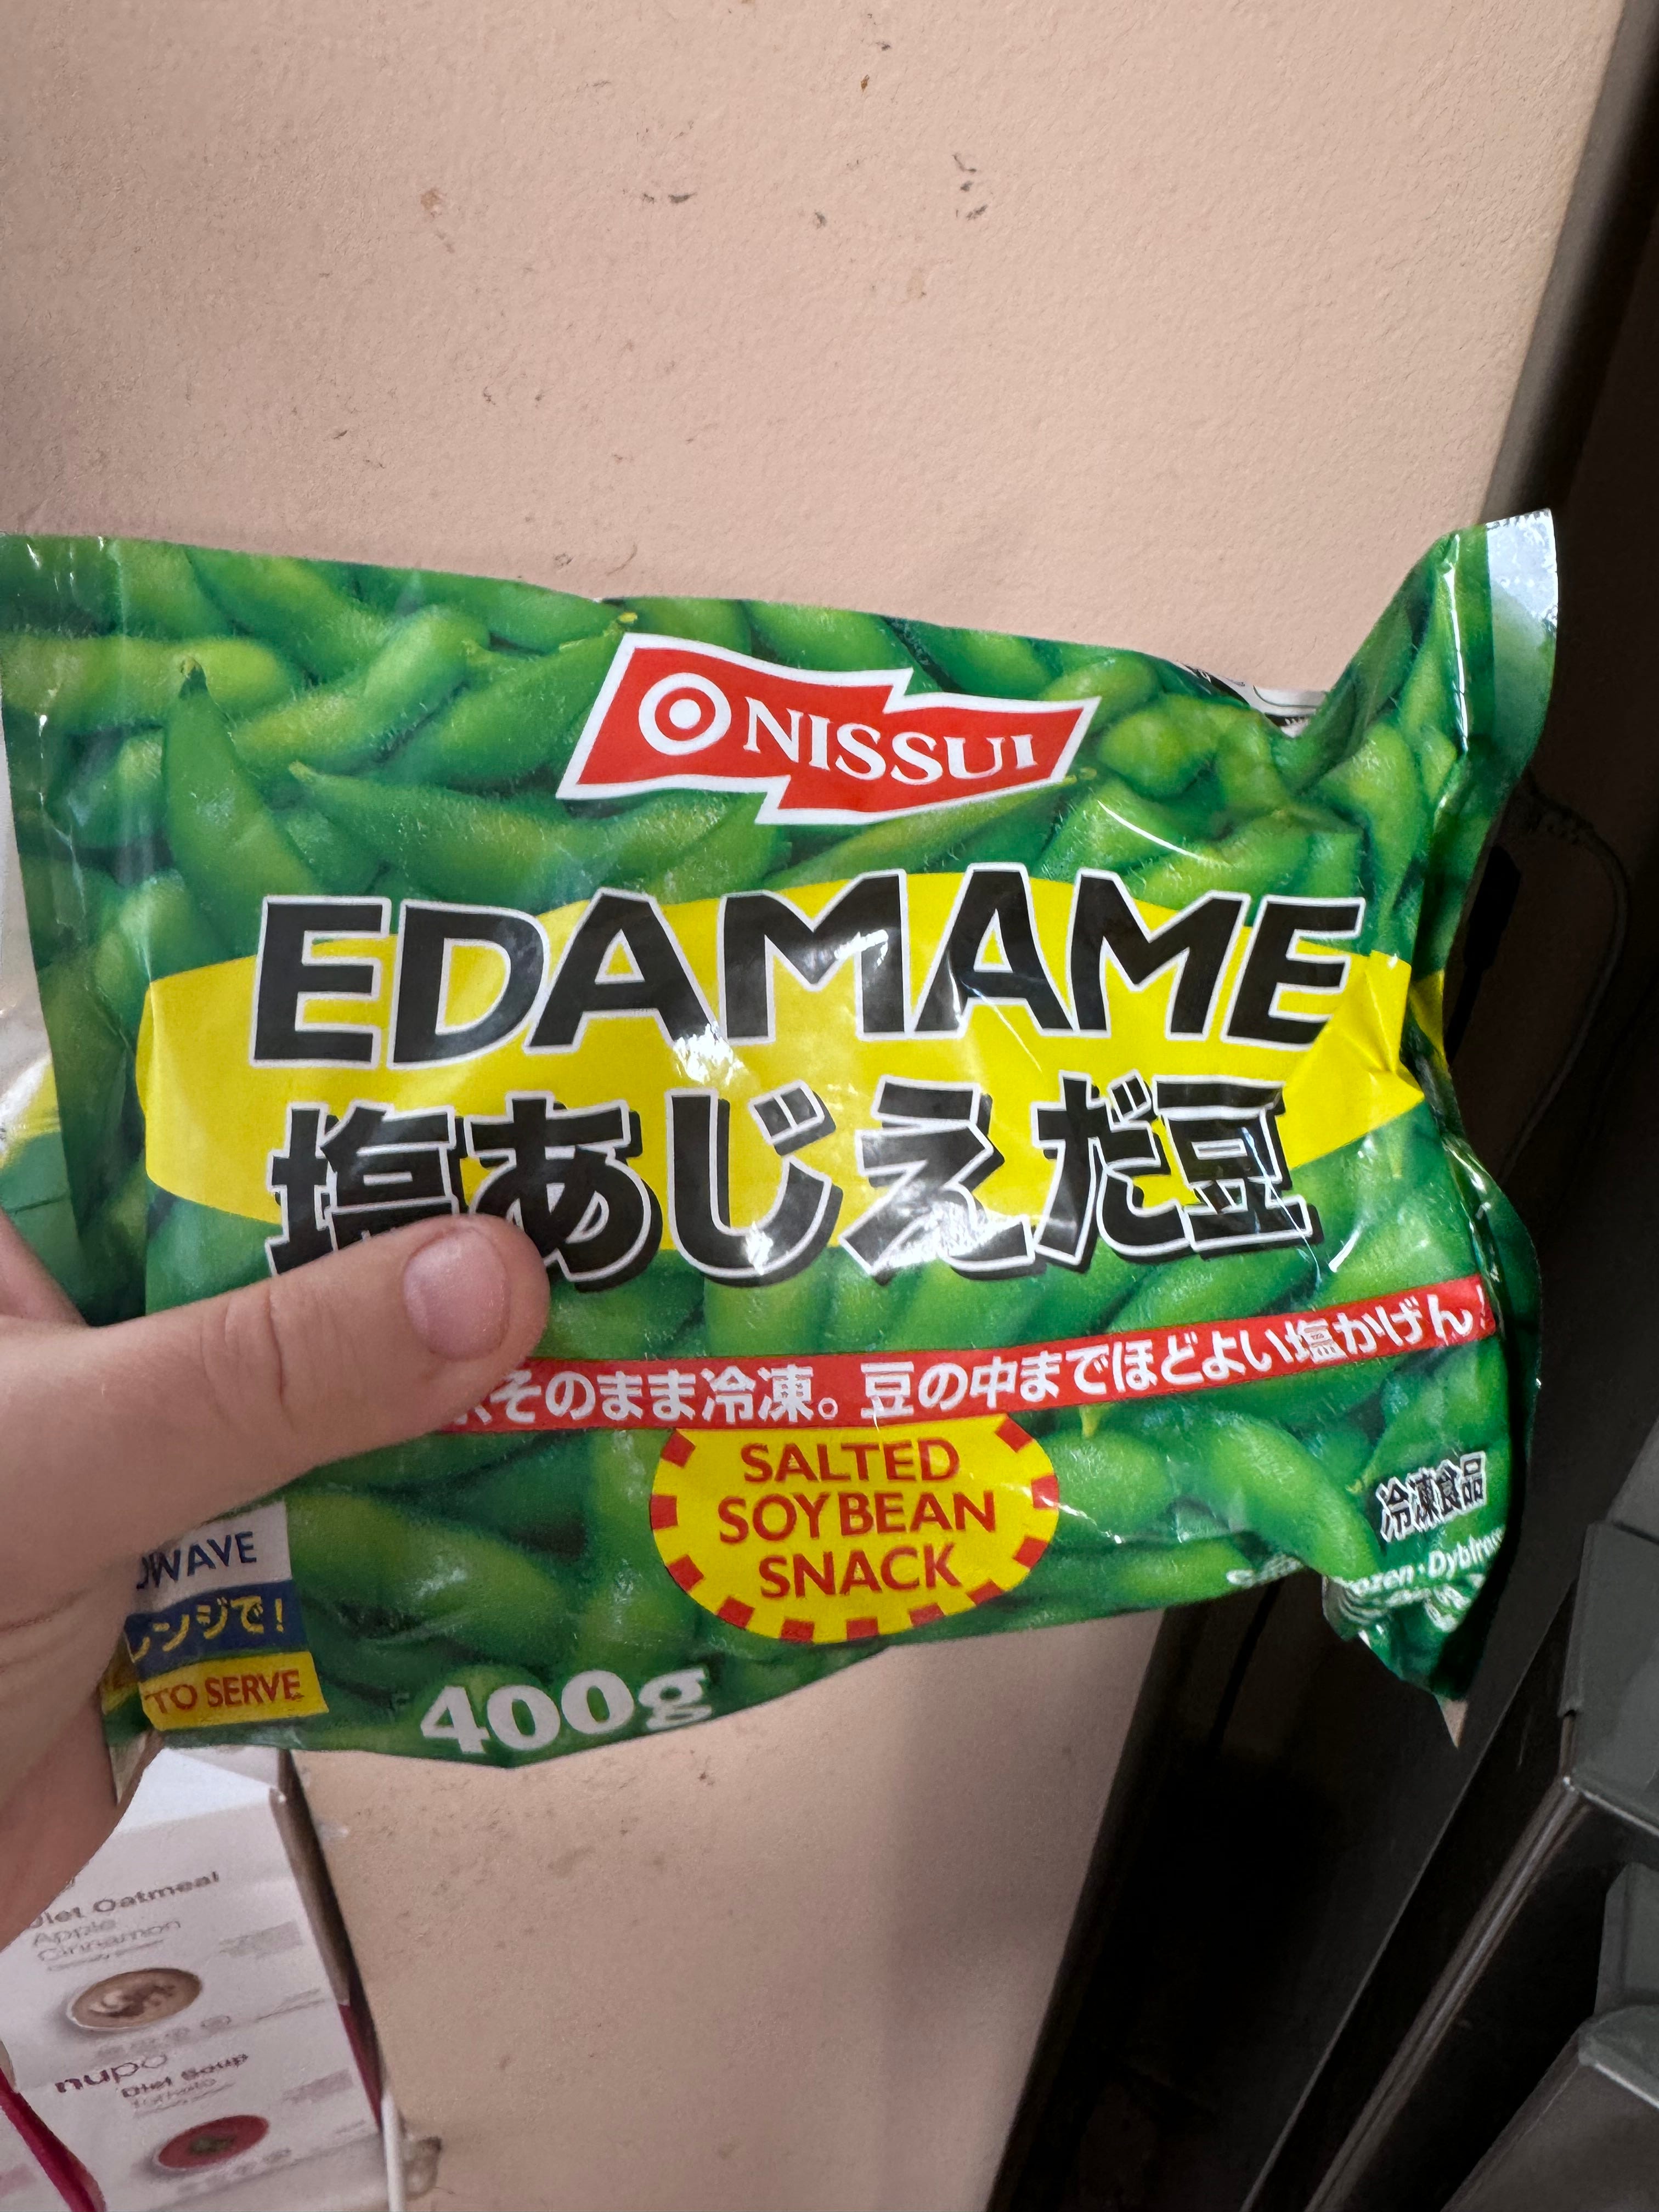 NISSUI
EDAMAME
塩あじえだ豆
そのまま冷凍。豆の中までほどよい塩かげん!
SALTED
SOYBEAN
SNACK
冷凍食品
WAVE
レンジで!
TO SERVE
400g
Diet Oatmeal
Apple
Cinnamon
nupo
Diet Soup
Tomato